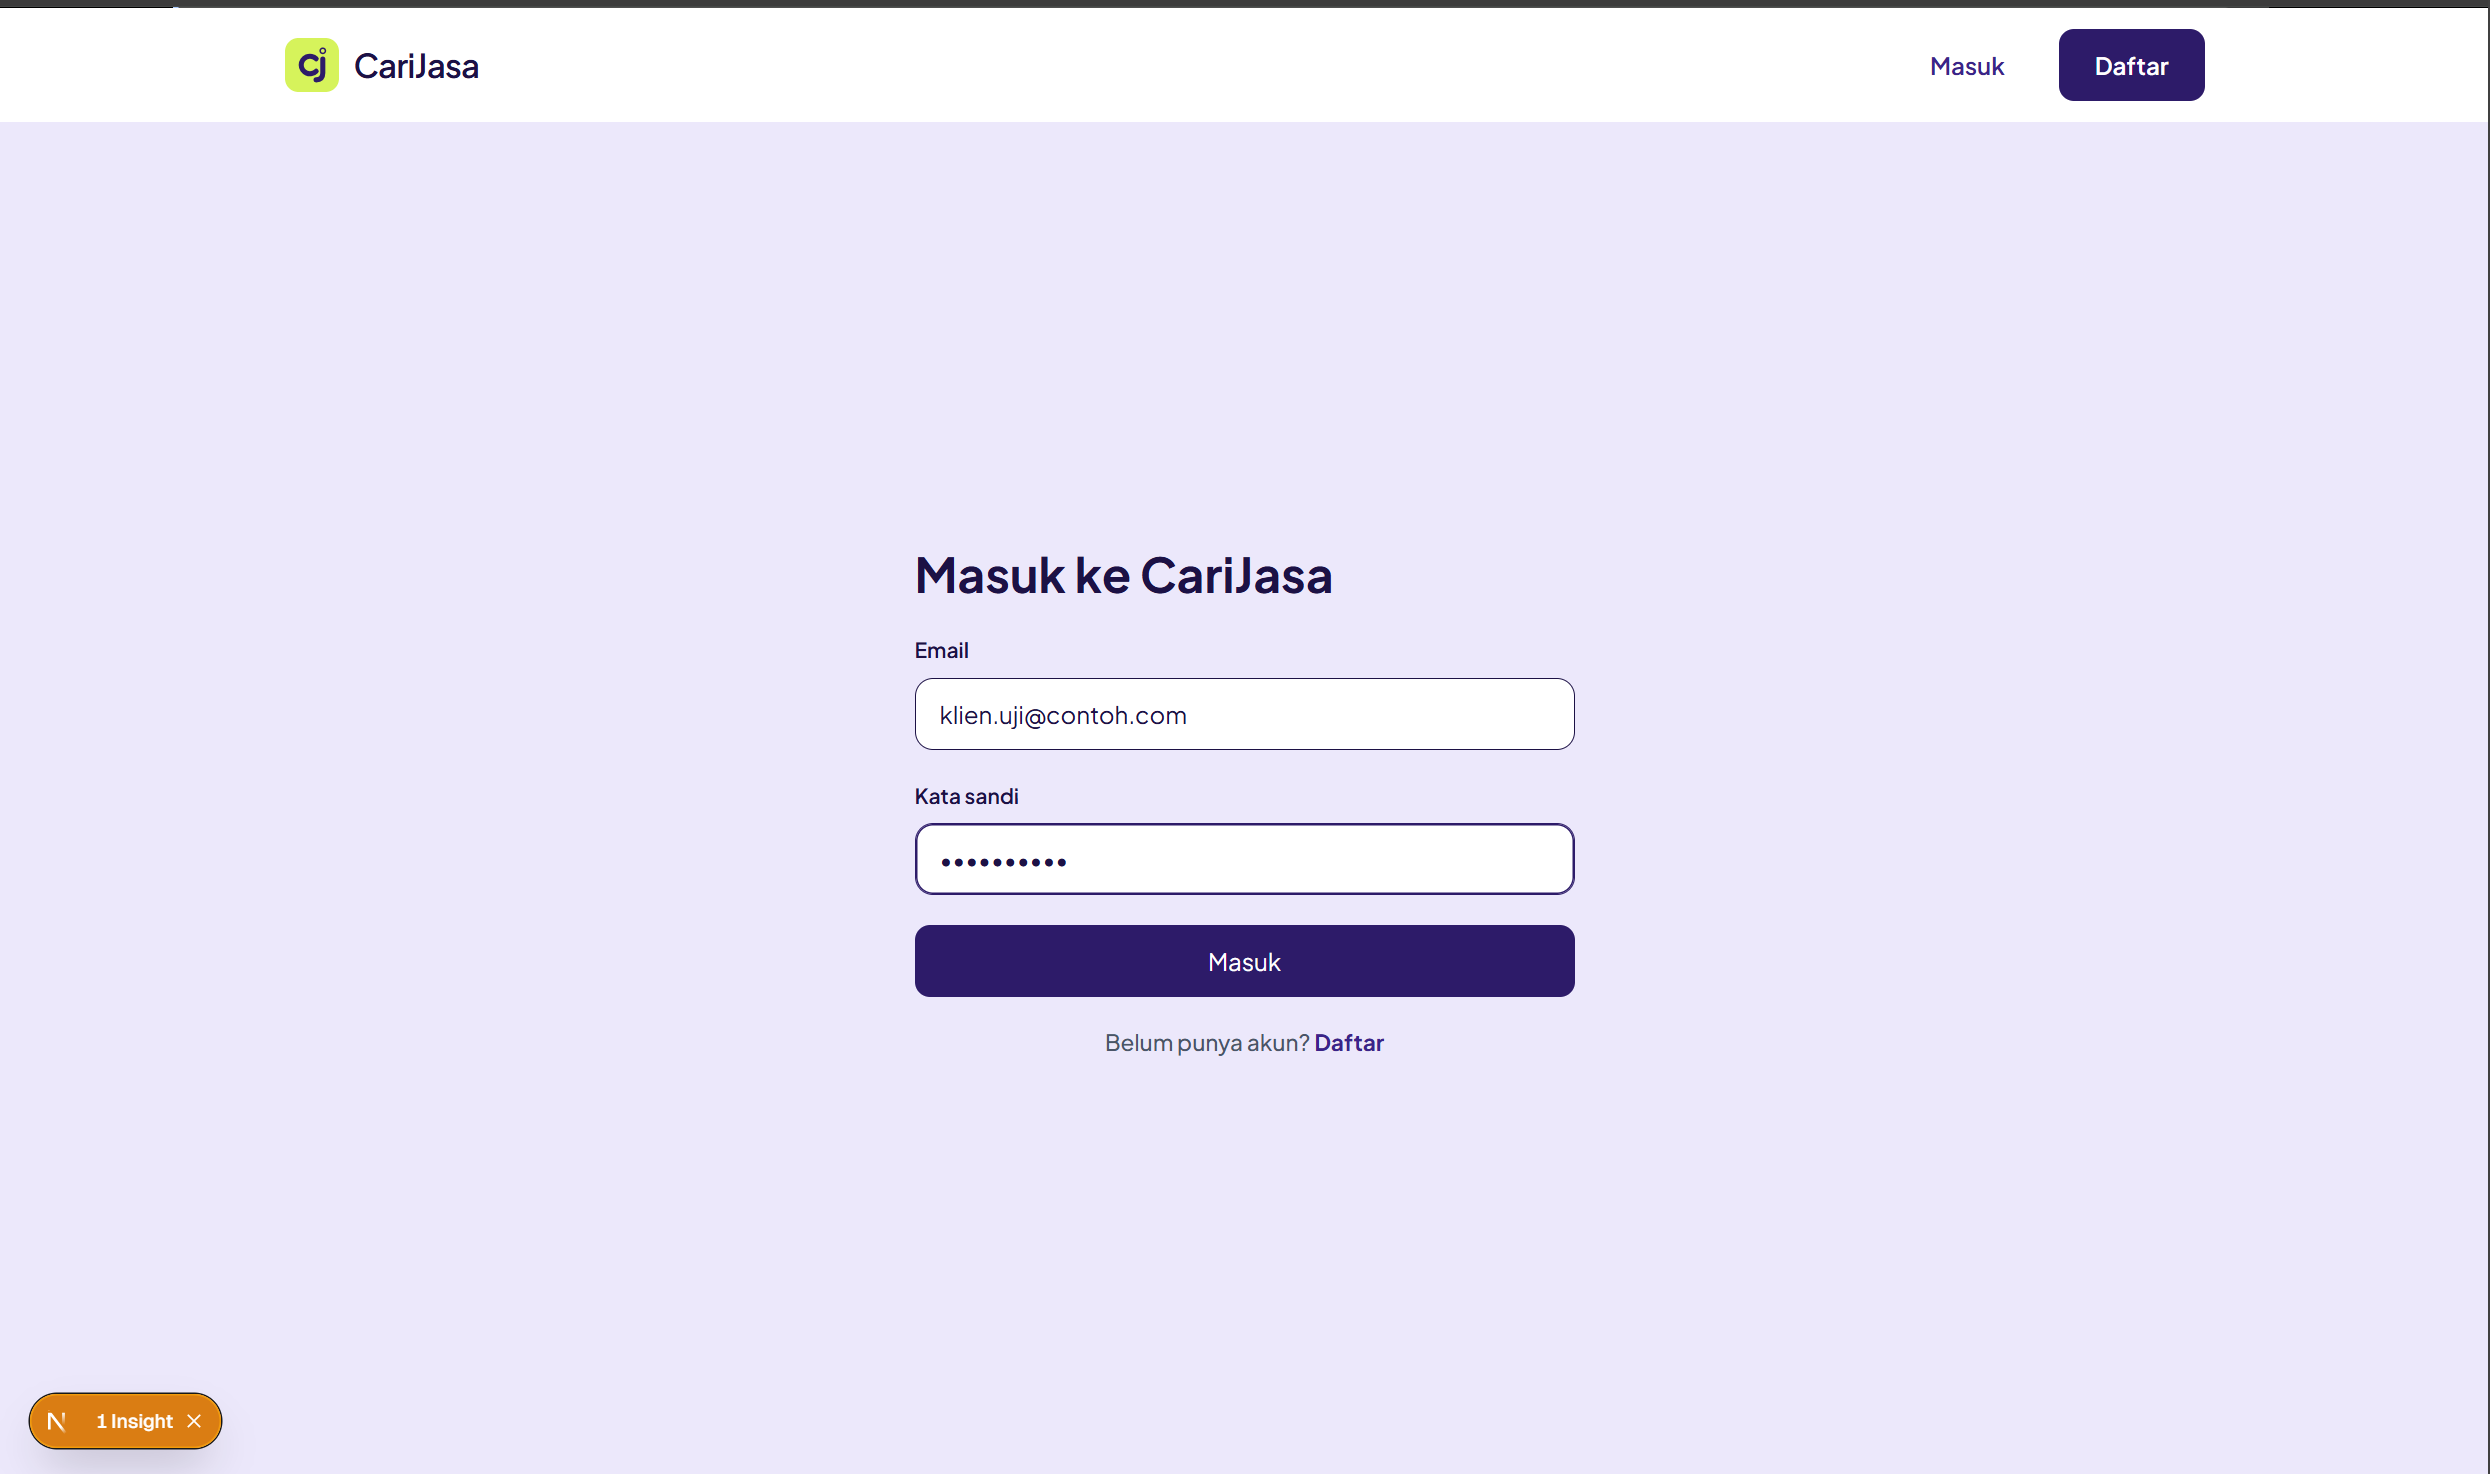 cj CariJasa
Masuk
Daftar
Masuk ke CariJasa
Email
klien.uji@contoh.com
Kata sandi
••••••••••
Masuk
Belum punya akun? Daftar
N 1 Insight